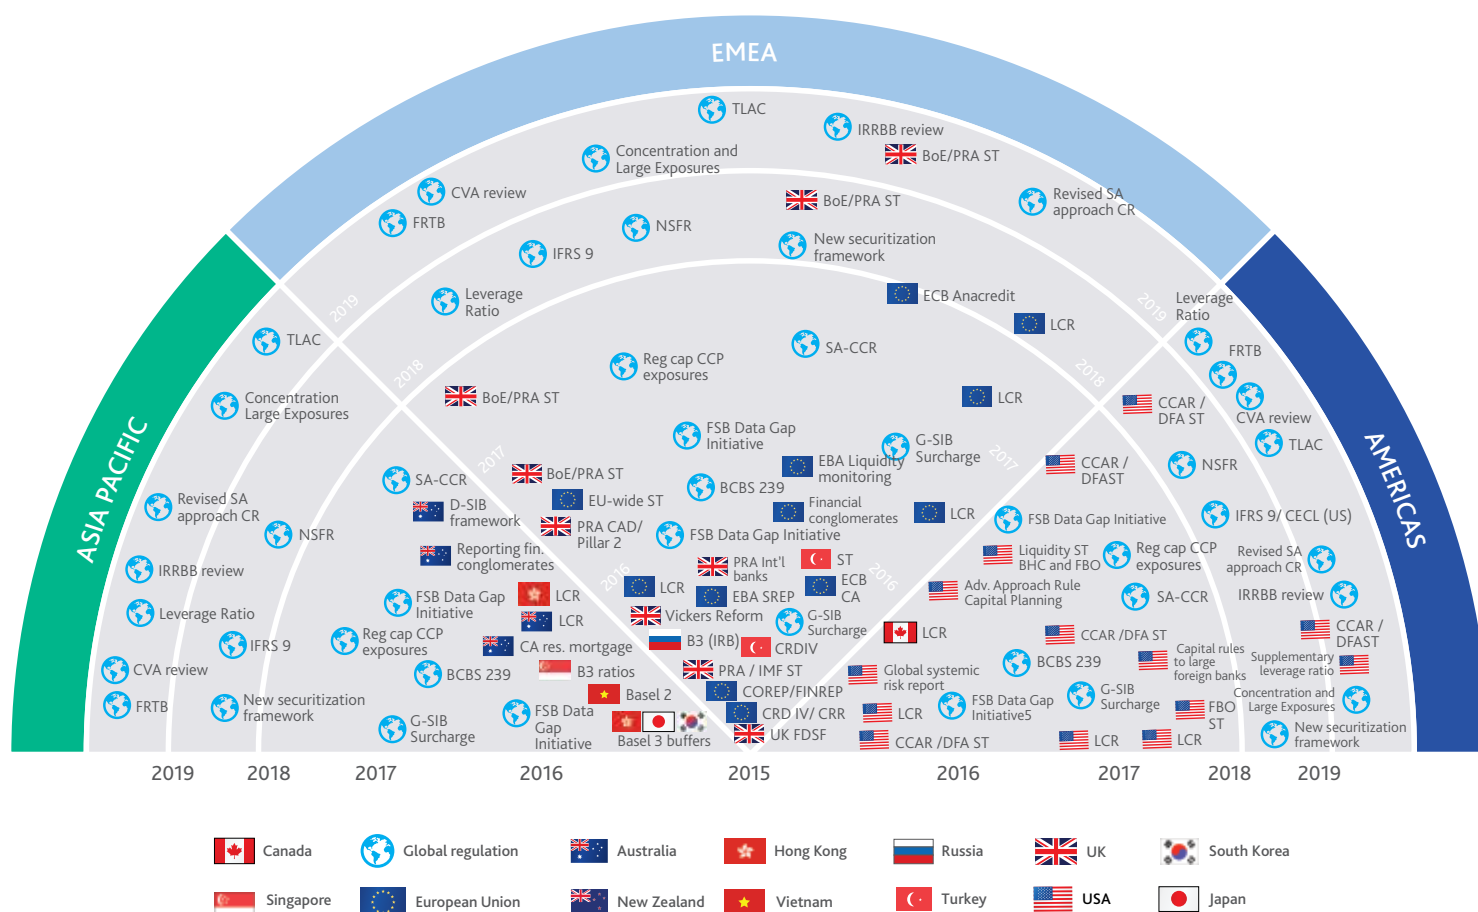 EMEA
TLAC
IRRBB review
BoE/PRA ST
Concentration and
Large Exposures
CVA review
FRTB
BoE/PRA ST
Revised SA
approach CR
NSFR
IFRS 9
New securitization
framework
Leverage
Ratio
ECB Anacredit
LCR
2019
2019
SA-CCR
Reg cap CCP
exposures
2018
2018
BoE/PRA ST
LCR
FSB Data Gap
Initiative
G-SIB
Surcharge
2017
2017
BoE/PRA ST
EBA Liquidity
monitoring
EU-wide ST
BCBS 239
PRA CAD/
Pillar 2
Financial
conglomerates
LCR
FSB Data Gap Initiative
PRA Int'l
banks
ST
2016
2016
LCR
EBA SREP
ECB
CA
Vickers Reform
G-SIB
Surcharge
B3 (IRB)
CRDIV
PRA / IMF ST
COREP/FINREP
CRD IV/ CRR
UK FDSF
ASIA PACIFIC
TLAC
Concentration
Large Exposures
Revised SA
approach CR
NSFR
IRRBB review
Leverage Ratio
IFRS 9
CVA review
FRTB
New securitization
framework
SA-CCR
D-SIB
framework
Reporting fin.
conglomerates
FSB Data Gap
Initiative
LCR
LCR
Reg cap CCP
exposures
CA res. mortgage
BCBS 239
B3 ratios
Basel 2
G-SIB
Surcharge
FSB Data
Gap
Initiative
Basel 3 buffers
AMERICAS
Leverage
Ratio
FRTB
CVA review
TLAC
CCAR /
DFA ST
CCAR /
DFAST
NSFR
IFRS 9/ CECL (US)
FSB Data Gap Initiative
Liquidity ST
BHC and FBO
Reg cap CCP
exposures
Revised SA
approach CR
Adv. Approach Rule
Capital Planning
SA-CCR
IRRBB review
LCR
CCAR /DFA ST
CCAR /
DFAST
Capital rules
to large
foreign banks
Supplementary
leverage ratio
BCBS 239
Global systemic
risk report
G-SIB
Surcharge
Concentration and
Large Exposures
FSB Data Gap
Initiative5
LCR
FBO
ST
New securitization
framework
CCAR /DFA ST
LCR
LCR
2019
2018
2017
2016
2015
2016
2017
2018
2019
Canada
Global regulation
Australia
Hong Kong
Russia
UK
South Korea
Singapore
European Union
New Zealand
Vietnam
Turkey
USA
Japan